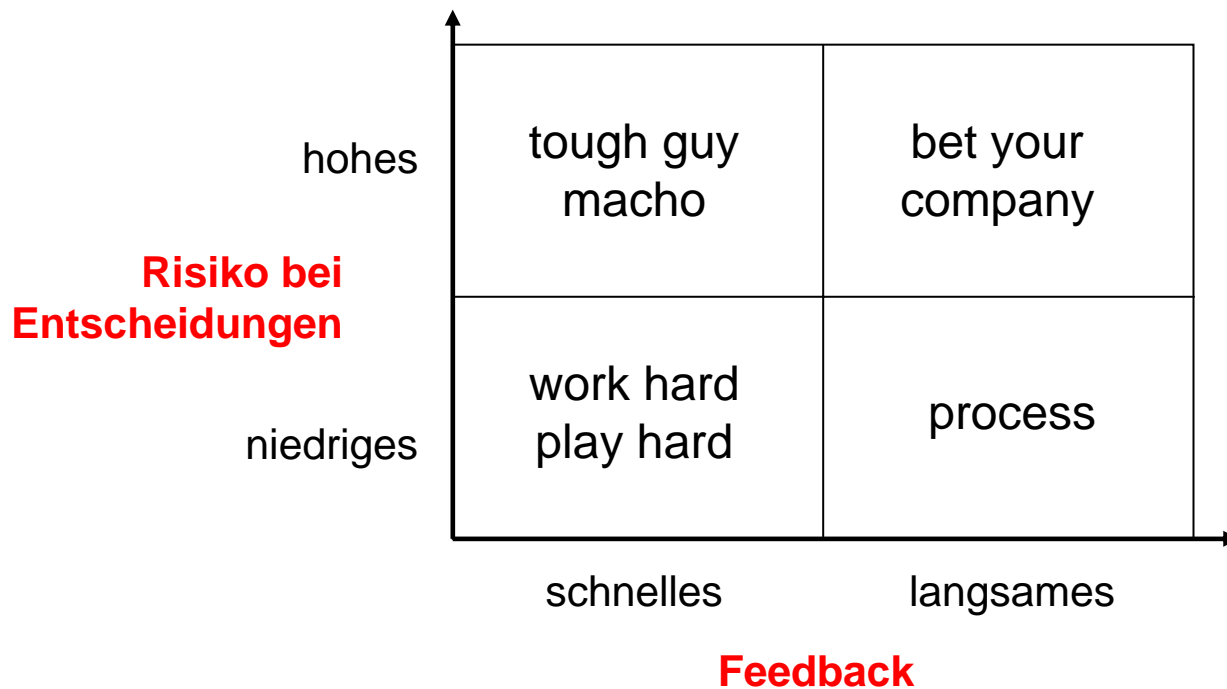 hohes
tough guy
macho
bet your
company
Risiko bei
Entscheidungen
niedriges
work hard
play hard
process
schnelles
langsames
Feedback